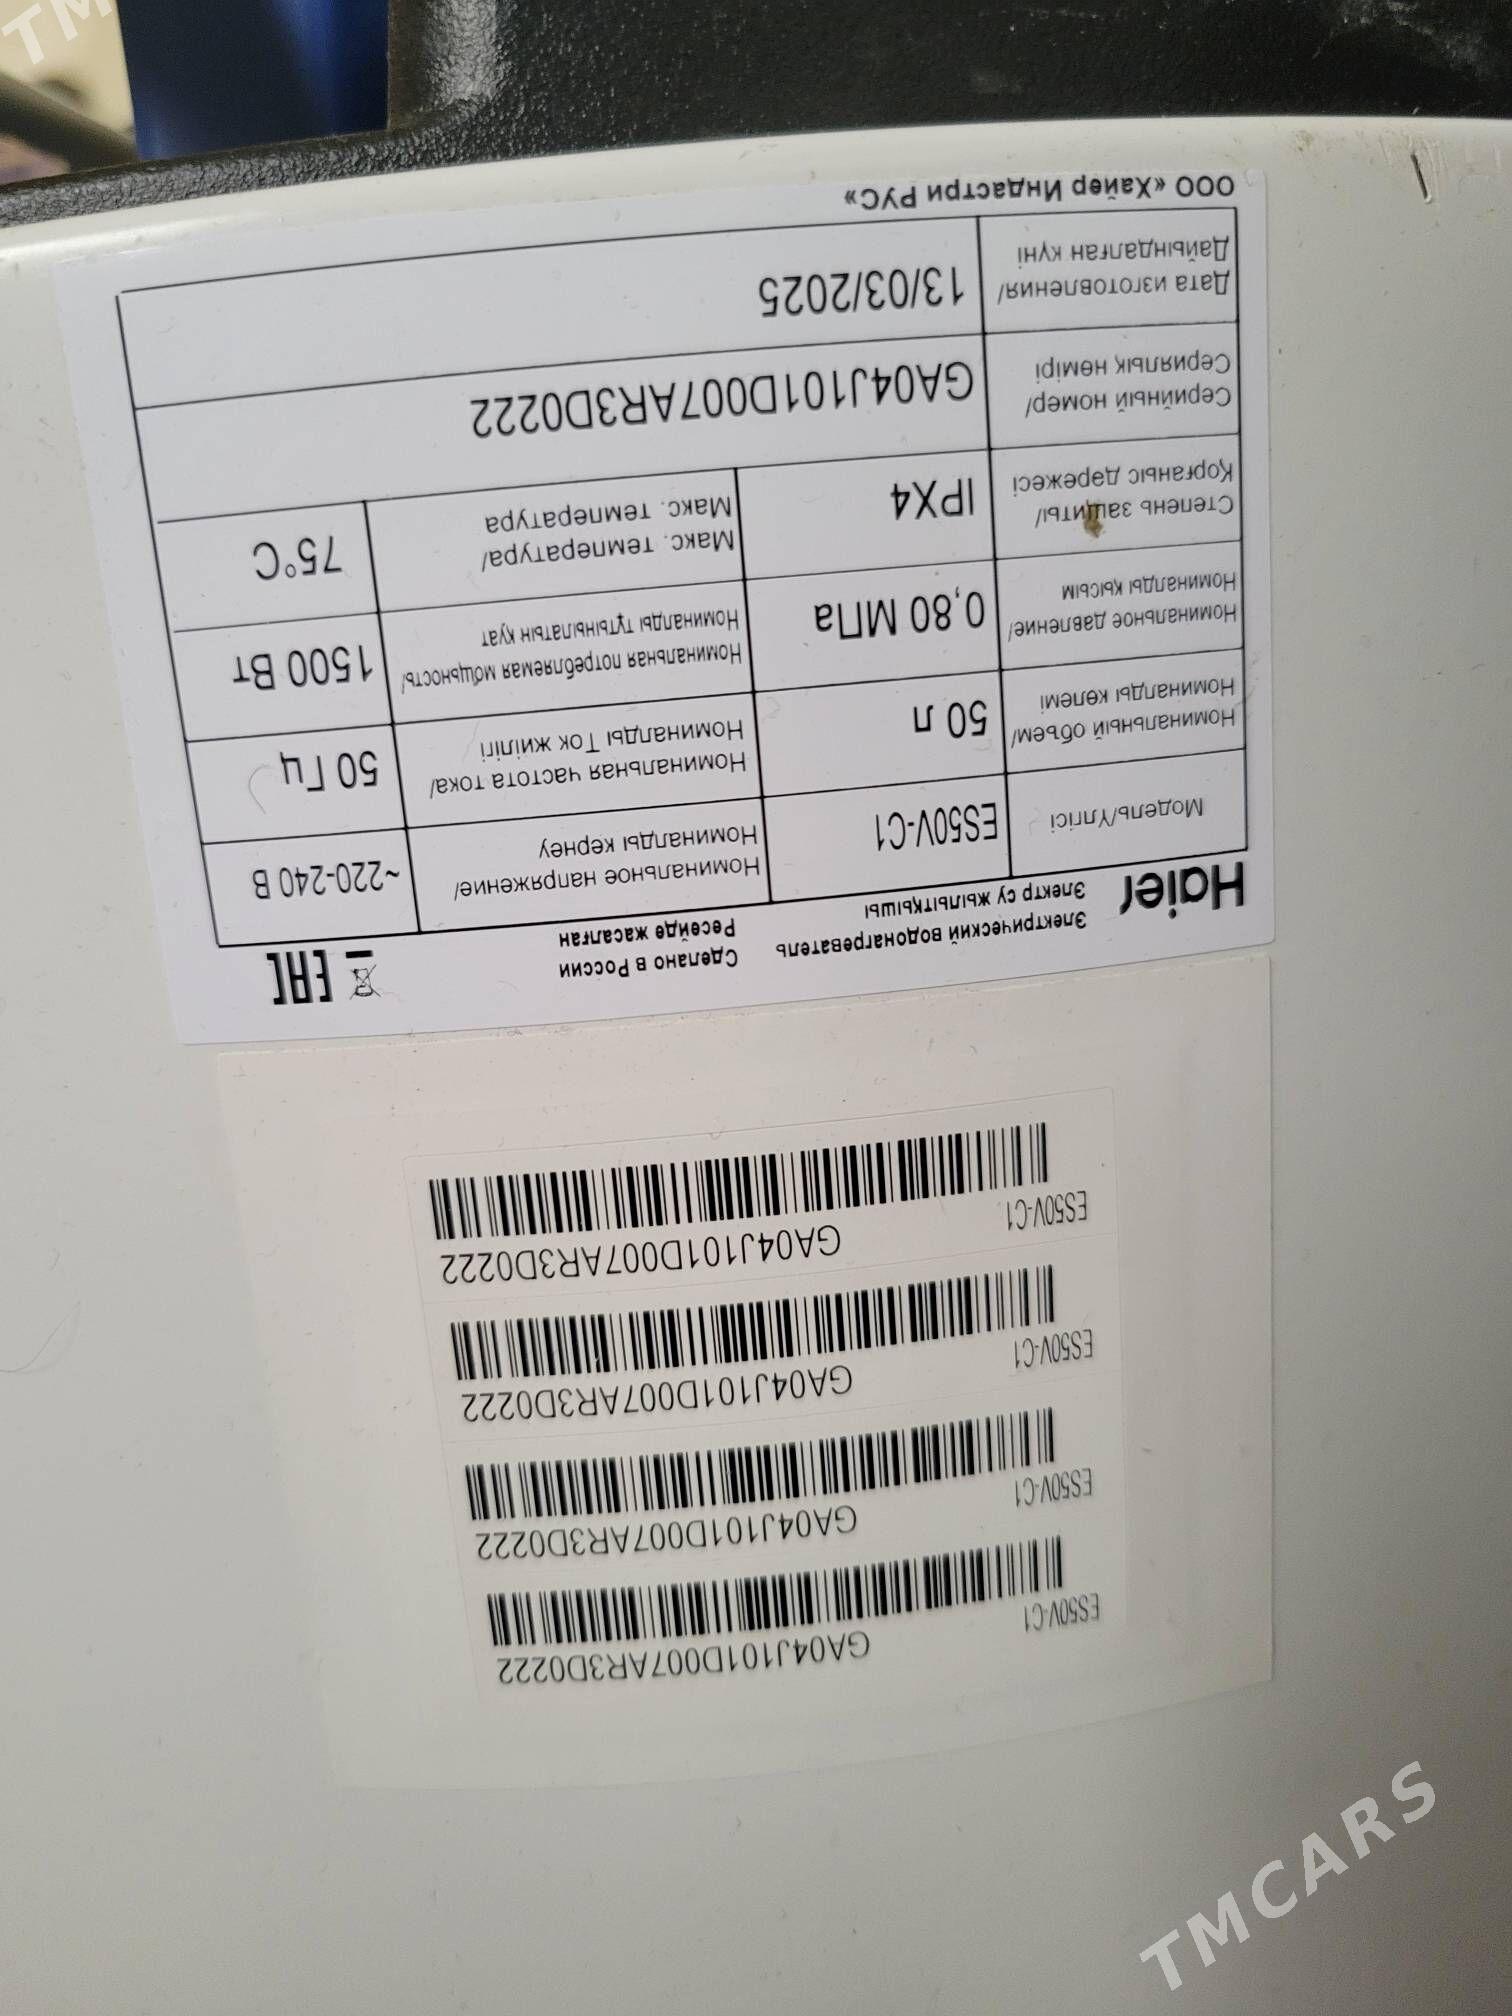 Haier
Электрический водонагреватель
Электр су жылытқышы
Сделано в России
Ресейде жасалған
EAC
Модель/Үлгісі
ES50V-C1
Номинальное напряжение/
Номиналды кернеу
~220-240 В
Номинальный объем/
Номиналды көлемі
50 л
Номинальная частота тока/
Номиналды Ток жиілігі
50 Гц
Номинальное давление/
Номиналды қысым
0,80 МПа
Номинальная потребляемая мощность/
Номиналды тұтынылатын қуат
1500 Вт
Степень защиты/
Қорғаныс дәрежесі
IPX4
Макс. температура/
Макс. температура
75°C
Серийный номер/
Сериялық нөмірі
GA04J101D007AR3D0222
Дата изготовления/
Дайындалған күні
13/03/2025
ООО «Хайер Индастри РУС»
ES50V-C1
GA04J101D007AR3D0222
ES50V-C1
GA04J101D007AR3D0222
ES50V-C1
GA04J101D007AR3D0222
ES50V-C1
GA04J101D007AR3D0222
TMCARS
TM